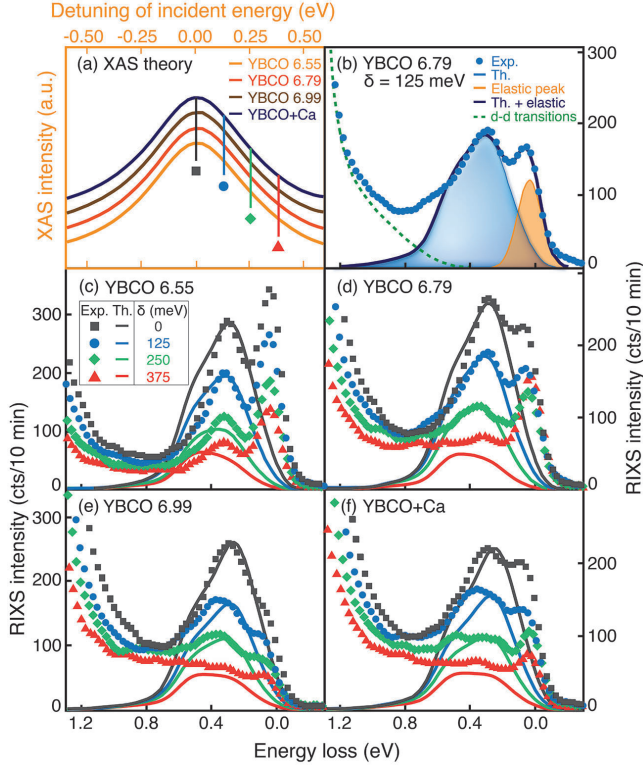 Detuning of incident energy (eV)
-0.50 -0.25 0.00 0.25 0.50
(a) XAS theory
YBCO 6.55
YBCO 6.79
YBCO 6.99
YBCO+Ca
XAS intensity (a.u.)
(b) YBCO 6.79
δ = 125 meV
Exp.
Th.
Elastic peak
Th. + elastic
d-d transitions
300
200
100
0
(c) YBCO 6.55
Exp. Th. δ (meV)
0
125
250
375
300
200
100
0
(d) YBCO 6.79
200
100
0
RIXS intensity (cts/10 min)
RIXS intensity (cts/10 min)
(e) YBCO 6.99
300
200
100
0
(f) YBCO+Ca
200
100
0
1.2 0.8 0.4 0.0
1.2 0.8 0.4 0.0
Energy loss (eV)